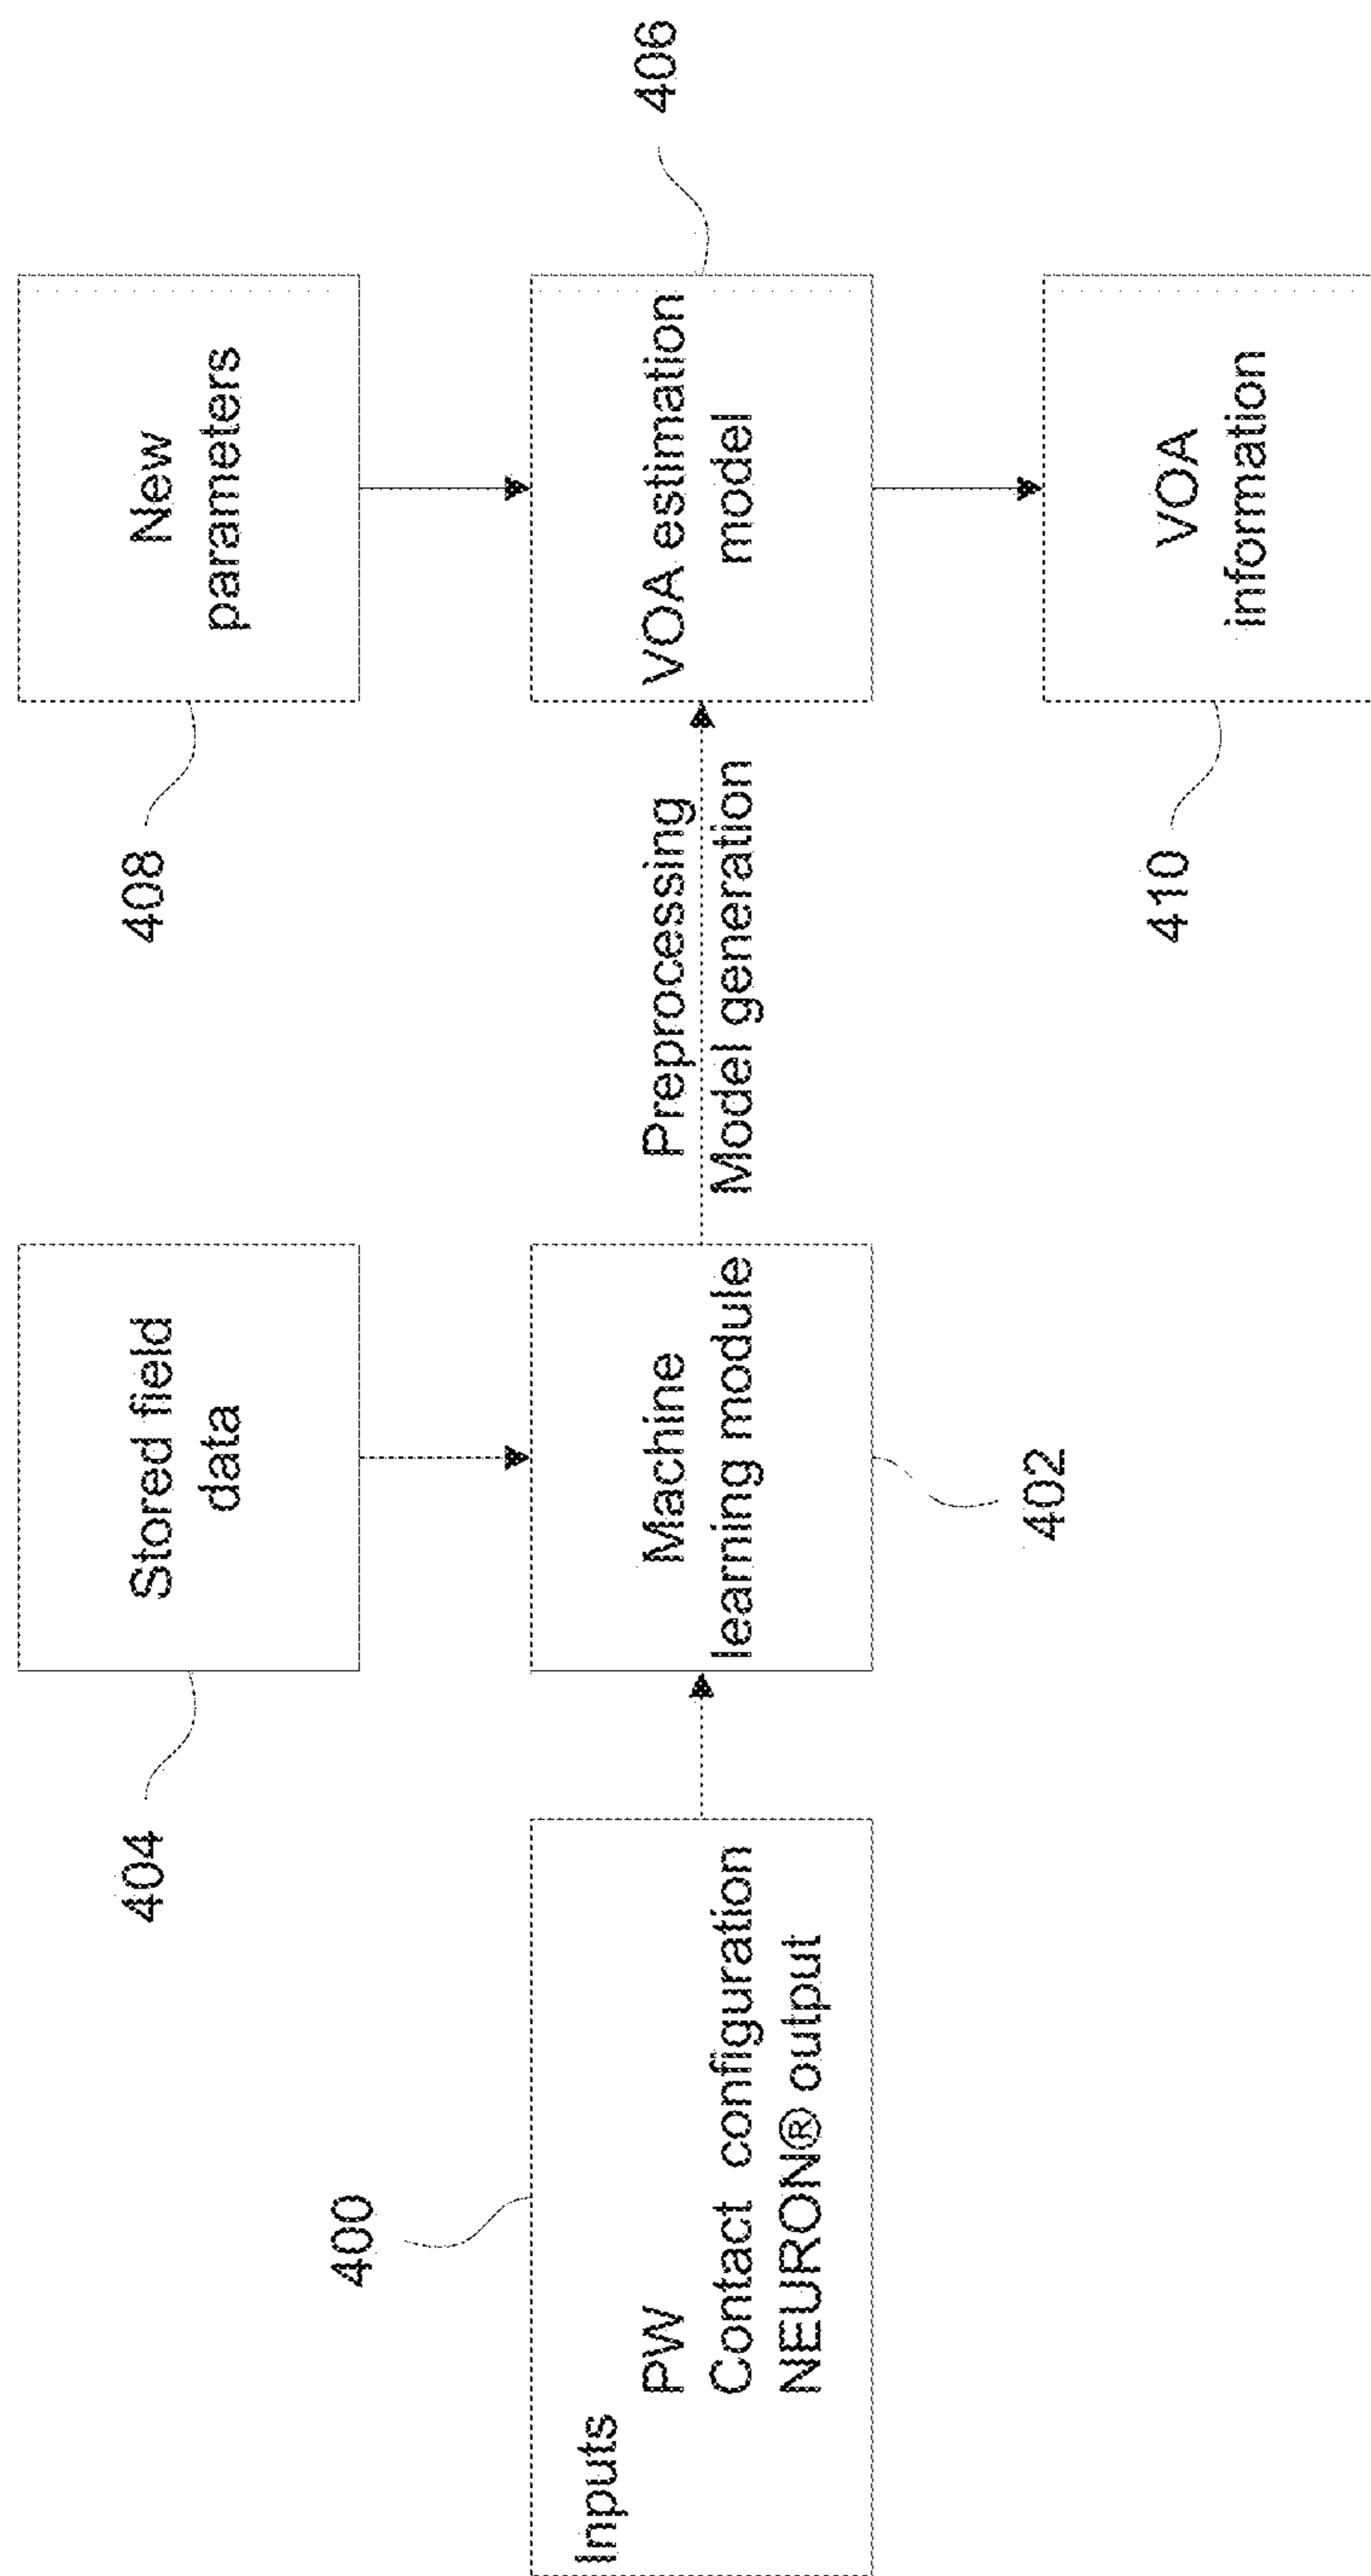 404
Stored field
data
408
New
parameters
400
Inputs
PW
Contact configuration
NEURON® output
Machine
learning module
402
Preprocessing
Model generation
VOA estimation
model
406
410
VOA
information